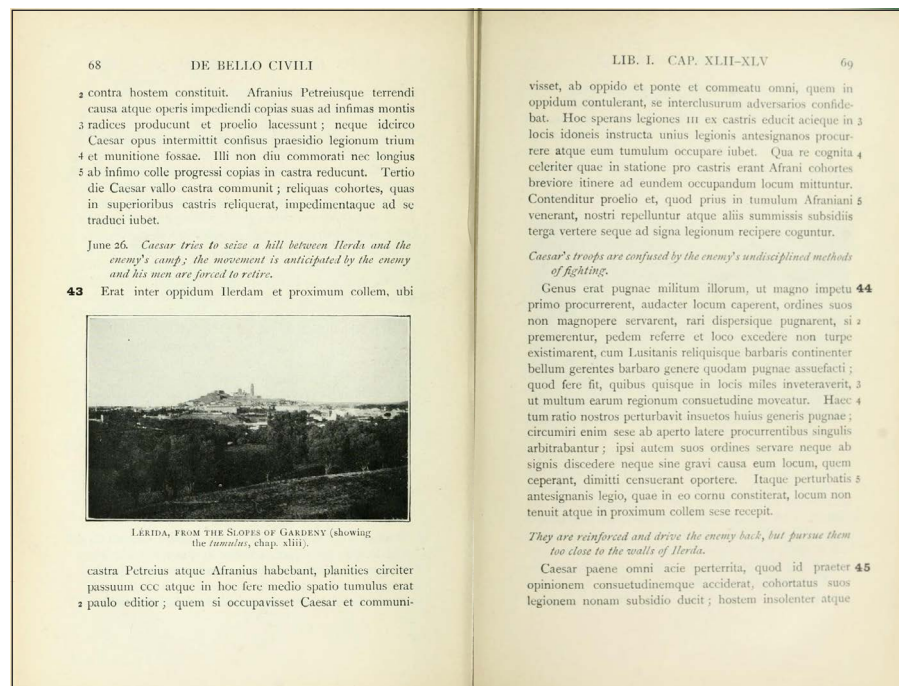 68 DE BELLO CIVILI
2 contra hostem constituit. Afranius Petreiusque terrendi
causa atque operis impediendi copias suas ad infimas montis
3 radices producunt et proelio lacessunt; neque idcirco
Caesar opus intermittit confisus praesidio legionum trium
4 et munitione fossae. Illi non diu commorati nec longius
5 ab infimo colle progressi copias in castra reducunt. Tertio
die Caesar vallo castra communit; reliquas cohortes, quas
in superioribus castris reliquerat, impedimentaque ad se
traduci iubet.
June 26. Caesar tries to seize a hill between Ilerda and the
enemy's camp; the movement is anticipated by the enemy
and his men are forced to retire.
43 Erat inter oppidum Ilerdam et proximum collem, ubi
LÉRIDA, FROM THE SLOPES OF GARDENY (showing
the tumulus, chap. xliii).
castra Petreius atque Afranius habebant, planities circiter
passuum CCC atque in hoc fere medio spatio tumulus erat
2 paulo editior; quem si occupavisset Caesar et communi-
LIB. I. CAP. XLII–XLV 69
visset, ab oppido et ponte et commeatu omni, quem in
oppidum contulerant, se interclusurum adversarios confide-
bat. Hoc sperans legiones III ex castris educit acieque in 3
locis idoneis instructa unius legionis antesignanos procur-
rere atque eum tumulum occupare iubet. Qua re cognita 4
celeriter quae in statione pro castris erant Afrani cohortes
breviore itinere ad eundem occupandum locum mittuntur.
Contenditur proelio et, quod prius in tumulum Afraniani 5
venerant, nostri repelluntur atque aliis summissis subsidiis
terga vertere seque ad signa legionum recipere coguntur.
Caesar's troops are confused by the enemy's undisciplined methods
of fighting.
Genus erat pugnae militum illorum, ut magno impetu 44
primo procurrerent, audacter locum caperent, ordines suos
non magnopere servarent, rari dispersique pugnarent, si 2
premerentur, pedem referre et loco excedere non turpe
existimarent, cum Lusitanis reliquisque barbaris continenter
bellum gerentes barbaro genere quodam pugnae assuefacti;
quod fere fit, quibus quisque in locis miles inveteraverit, 3
ut multum earum regionum consuetudine moveatur. Haec 4
tum ratio nostros perturbavit insuetos huius generis pugnae;
circumiri enim sese ab aperto latere procurrentibus singulis
arbitrabantur; ipsi autem suos ordines servare neque ab
signis discedere neque sine gravi causa eum locum, quem
ceperant, dimitti censuerant oportere. Itaque perturbatis 5
antesignanis legio, quae in eo cornu constiterat, locum non
tenuit atque in proximum collem sese recepit.
They are reinforced and drive the enemy back, but pursue them
too close to the walls of Ilerda.
Caesar paene omni acie perterrita, quod id praeter 45
opinionem consuetudinemque acciderat, cohortatus suos
legionem nonam subsidio ducit; hostem insolenter atque